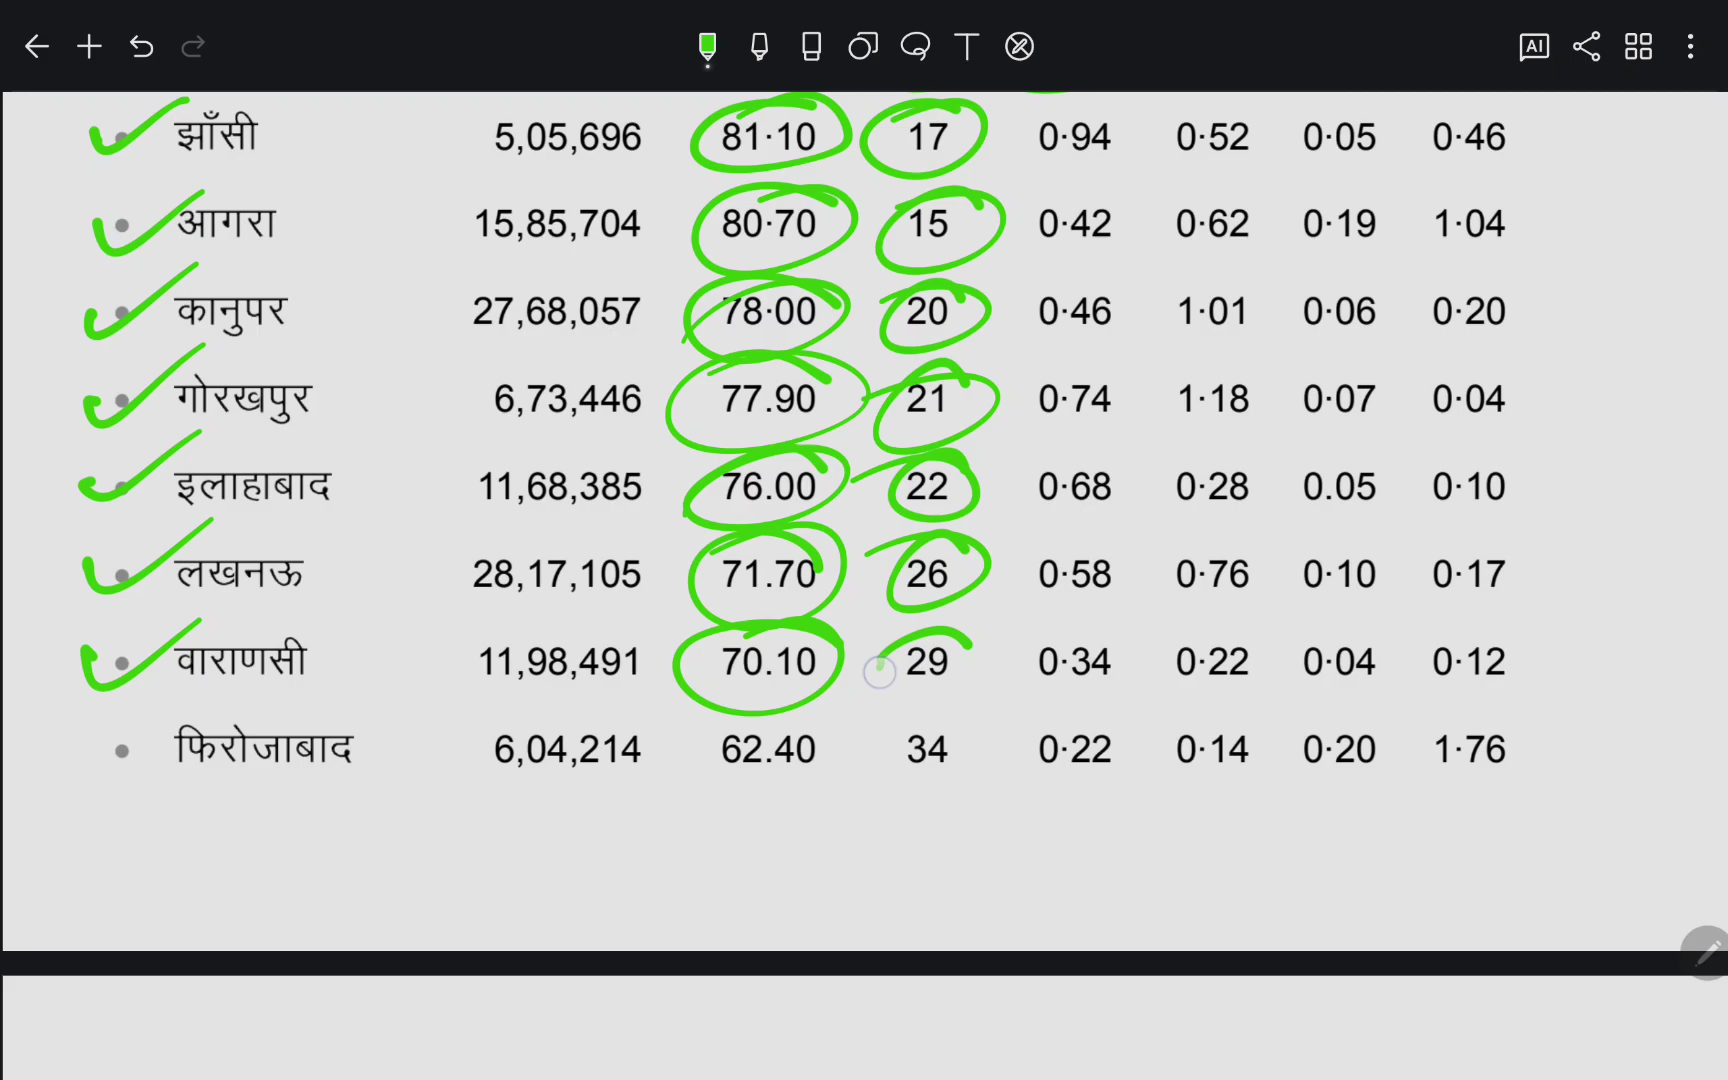 T AI
झाँसी 5,05,696 81·10 17 0·94 0·52 0·05 0·46
आगरा 15,85,704 80·70 15 0·42 0·62 0·19 1·04
कानुपर 27,68,057 78·00 20 0·46 1·01 0·06 0·20
गोरखपुर 6,73,446 77.90 21 0·74 1·18 0·07 0·04
इलाहाबाद 11,68,385 76.00 22 0·68 0·28 0.05 0·10
लखनऊ 28,17,105 71.70 26 0·58 0·76 0·10 0·17
वाराणसी 11,98,491 70.10 29 0·34 0·22 0·04 0·12
फिरोजाबाद 6,04,214 62.40 34 0·22 0·14 0·20 1·76